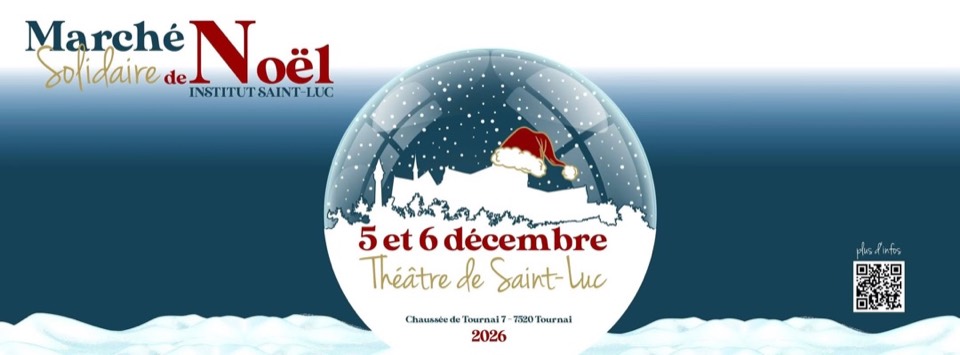 Marché
Solidaire de Noël
INSTITUT SAINT-LUC
5 et 6 décembre
Théâtre de Saint-Luc
Chaussée de Tournai 7 - 7520 Tournai
2026
plus d'infos